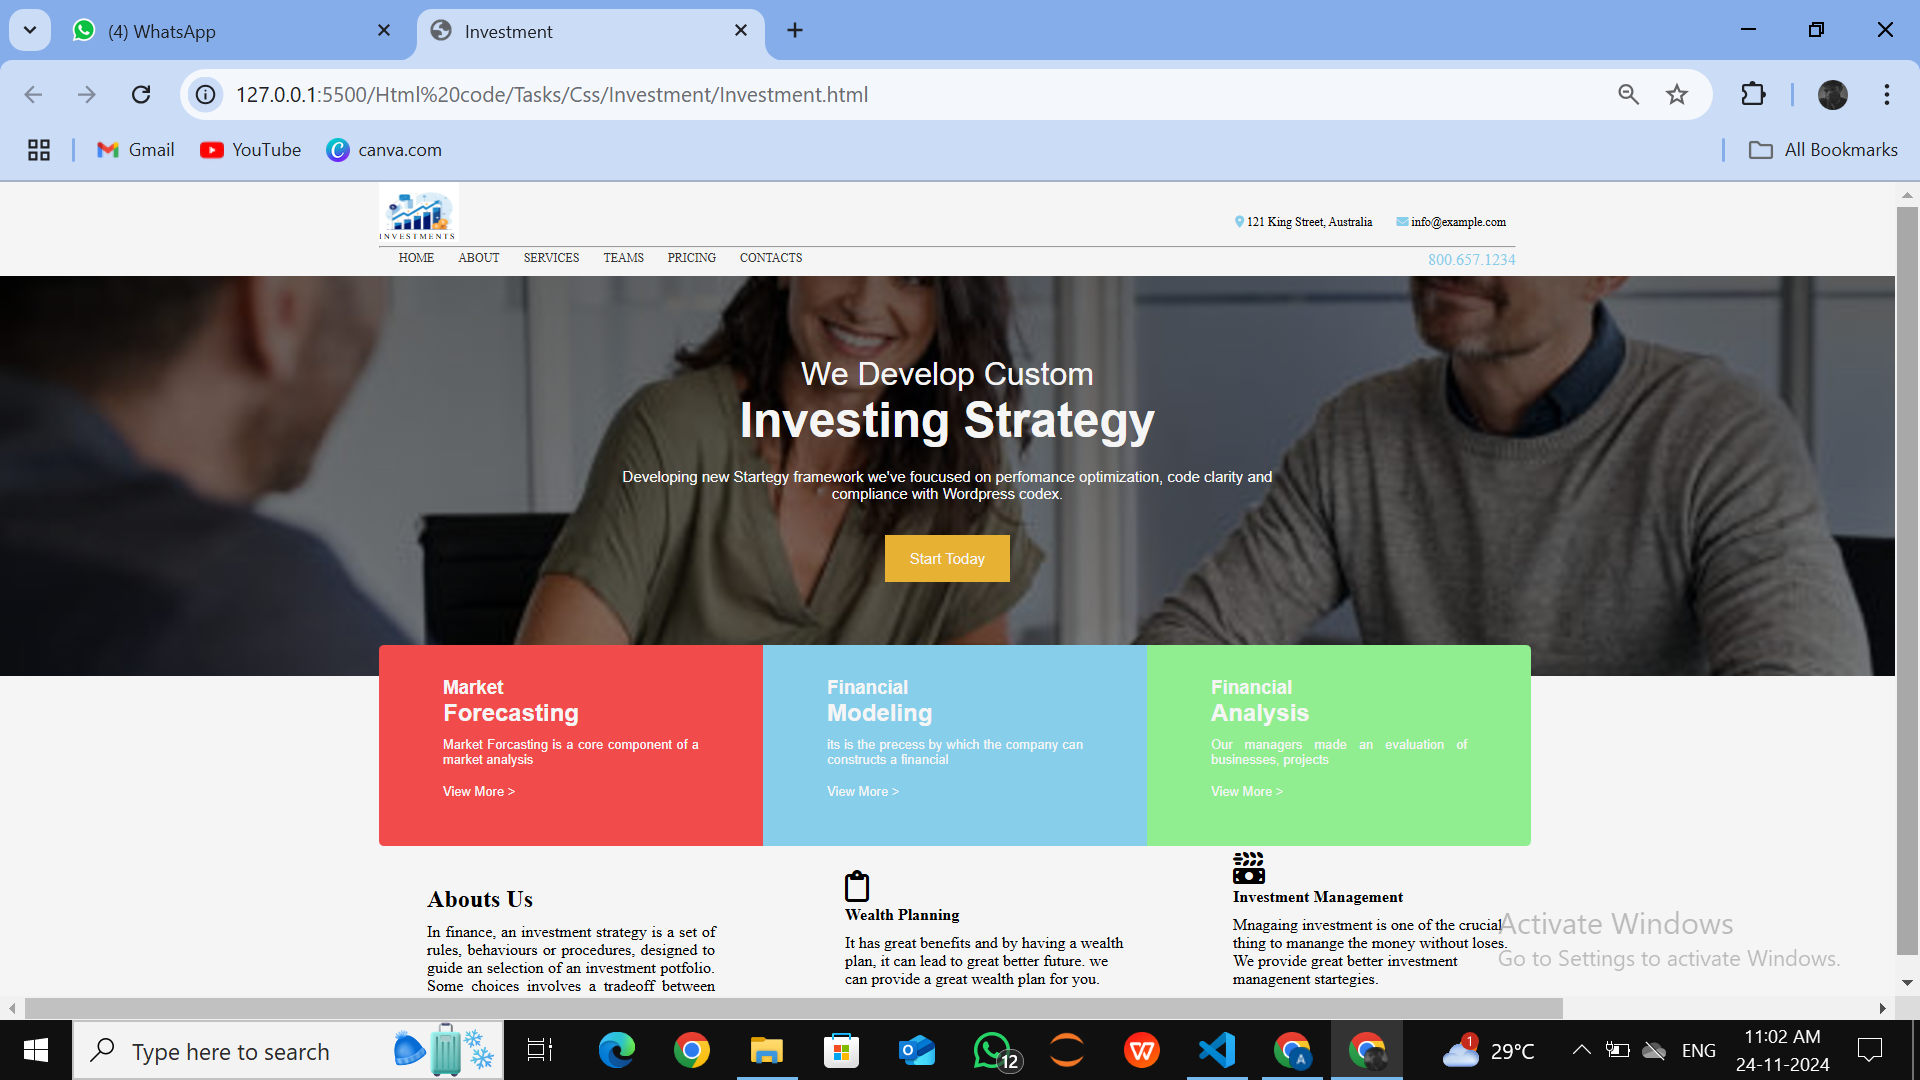 (4) WhatsApp
Investment
127.0.0.1:5500/Html%20code/Tasks/Css/Investment/Investment.html
Gmail YouTube canva.com All Bookmarks
INVESTMENTS
121 King Street, Australia info@example.com
HOME ABOUT SERVICES TEAMS PRICING CONTACTS 800.657.1234
We Develop Custom
Investing Strategy
Developing new Startegy framework we've foucused on perfomance optimization, code clarity and
compliance with Wordpress codex.
Start Today
Market
Forecasting
Market Forcasting is a core component of a
market analysis
View More >
Financial
Modeling
its is the precess by which the company can
constructs a financial
View More >
Financial
Analysis
Our managers made an evaluation of
businesses, projects
View More >
Abouts Us
In finance, an investment strategy is a set of
rules, behaviours or procedures, designed to
guide an selection of an investment potfolio.
Some choices involves a tradeoff between
Wealth Planning
It has great benefits and by having a wealth
plan, it can lead to great better future. we
can provide a great wealth plan for you.
Investment Management
Mnagaing investment is one of the crucial
thing to manange the money without loses.
We provide great better investment
managenent startegies.
Activate Windows
Go to Settings to activate Windows.
Type here to search
12
A
1
29°C
ENG
11:02 AM
24-11-2024